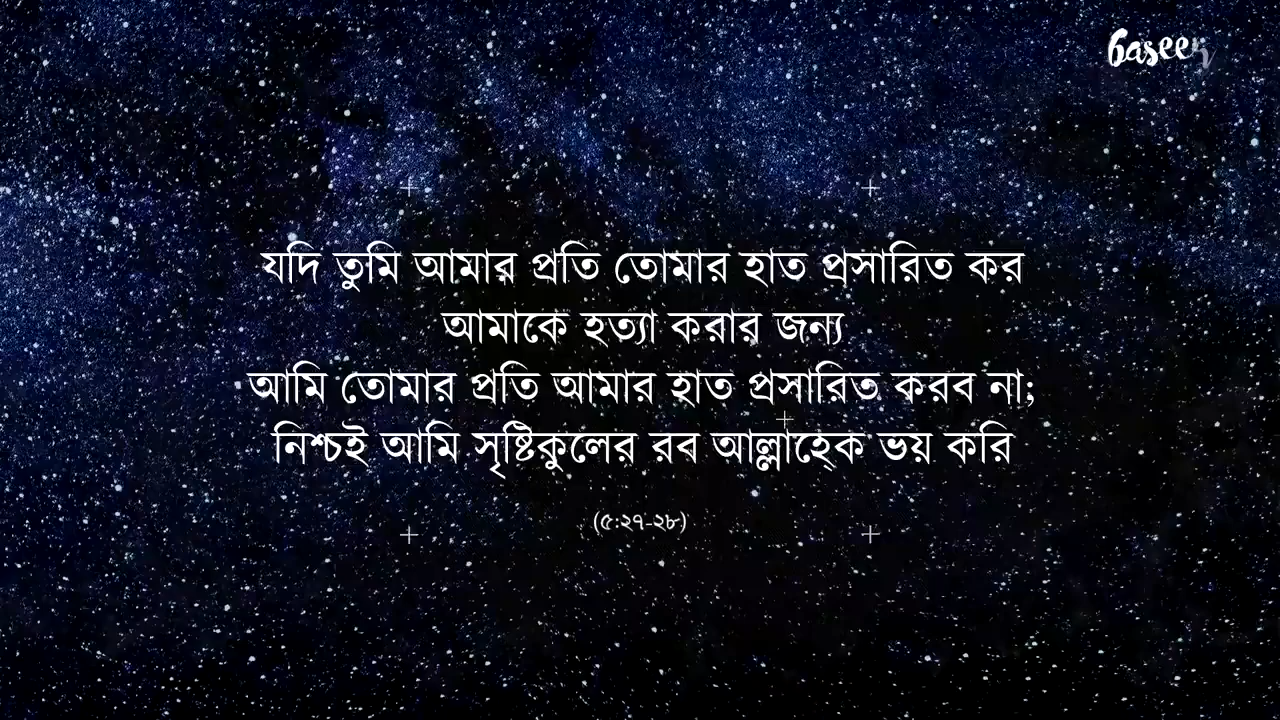 baseer
যদি তুমি আমার প্রতি তোমার হাত প্রসারিত কর
আমাকে হত্যা করার জন্য
আমি তোমার প্রতি আমার হাত প্রসারিত করব না;
নিশ্চই আমি সৃষ্টিকুলের রব আল্লাহ্েক ভয় করি
(৫:২৭-২৮)